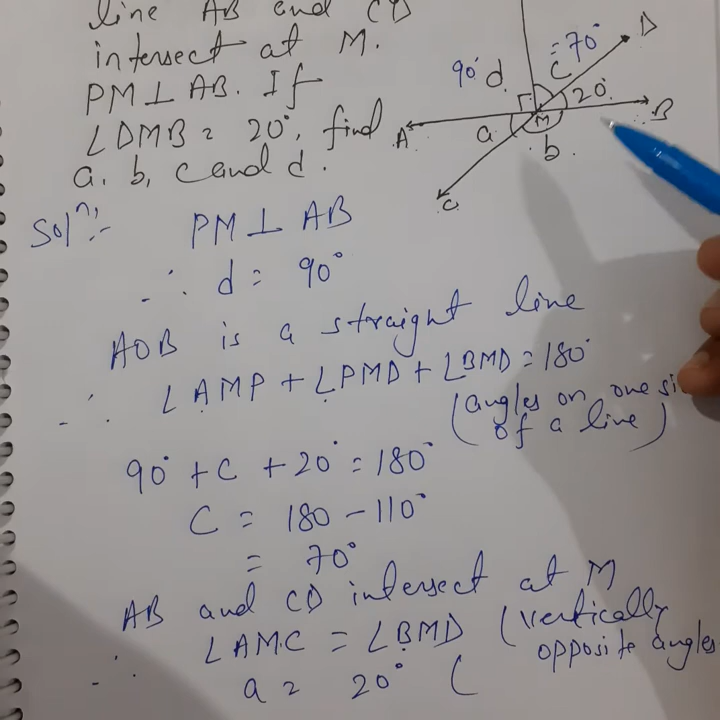 line AB and CD
intersect at M.
PM⊥AB. If
∠DMB = 20°, find
a, b, c and d.
D
= 70°
90° d
c
20°
A
a
M
B
b
C
Solⁿ:- PM ⊥ AB
∴ d = 90°
AOB is a straight line
∴ ∠AMP + ∠PMD + ∠BMD = 180°
(angles on one si
of a line)
90° + C + 20° = 180°
C = 180 - 110°
= 70°
AB and CD intersect at M
∴ ∠AMC = ∠BMD (vertically
opposite angles
a = 20° (